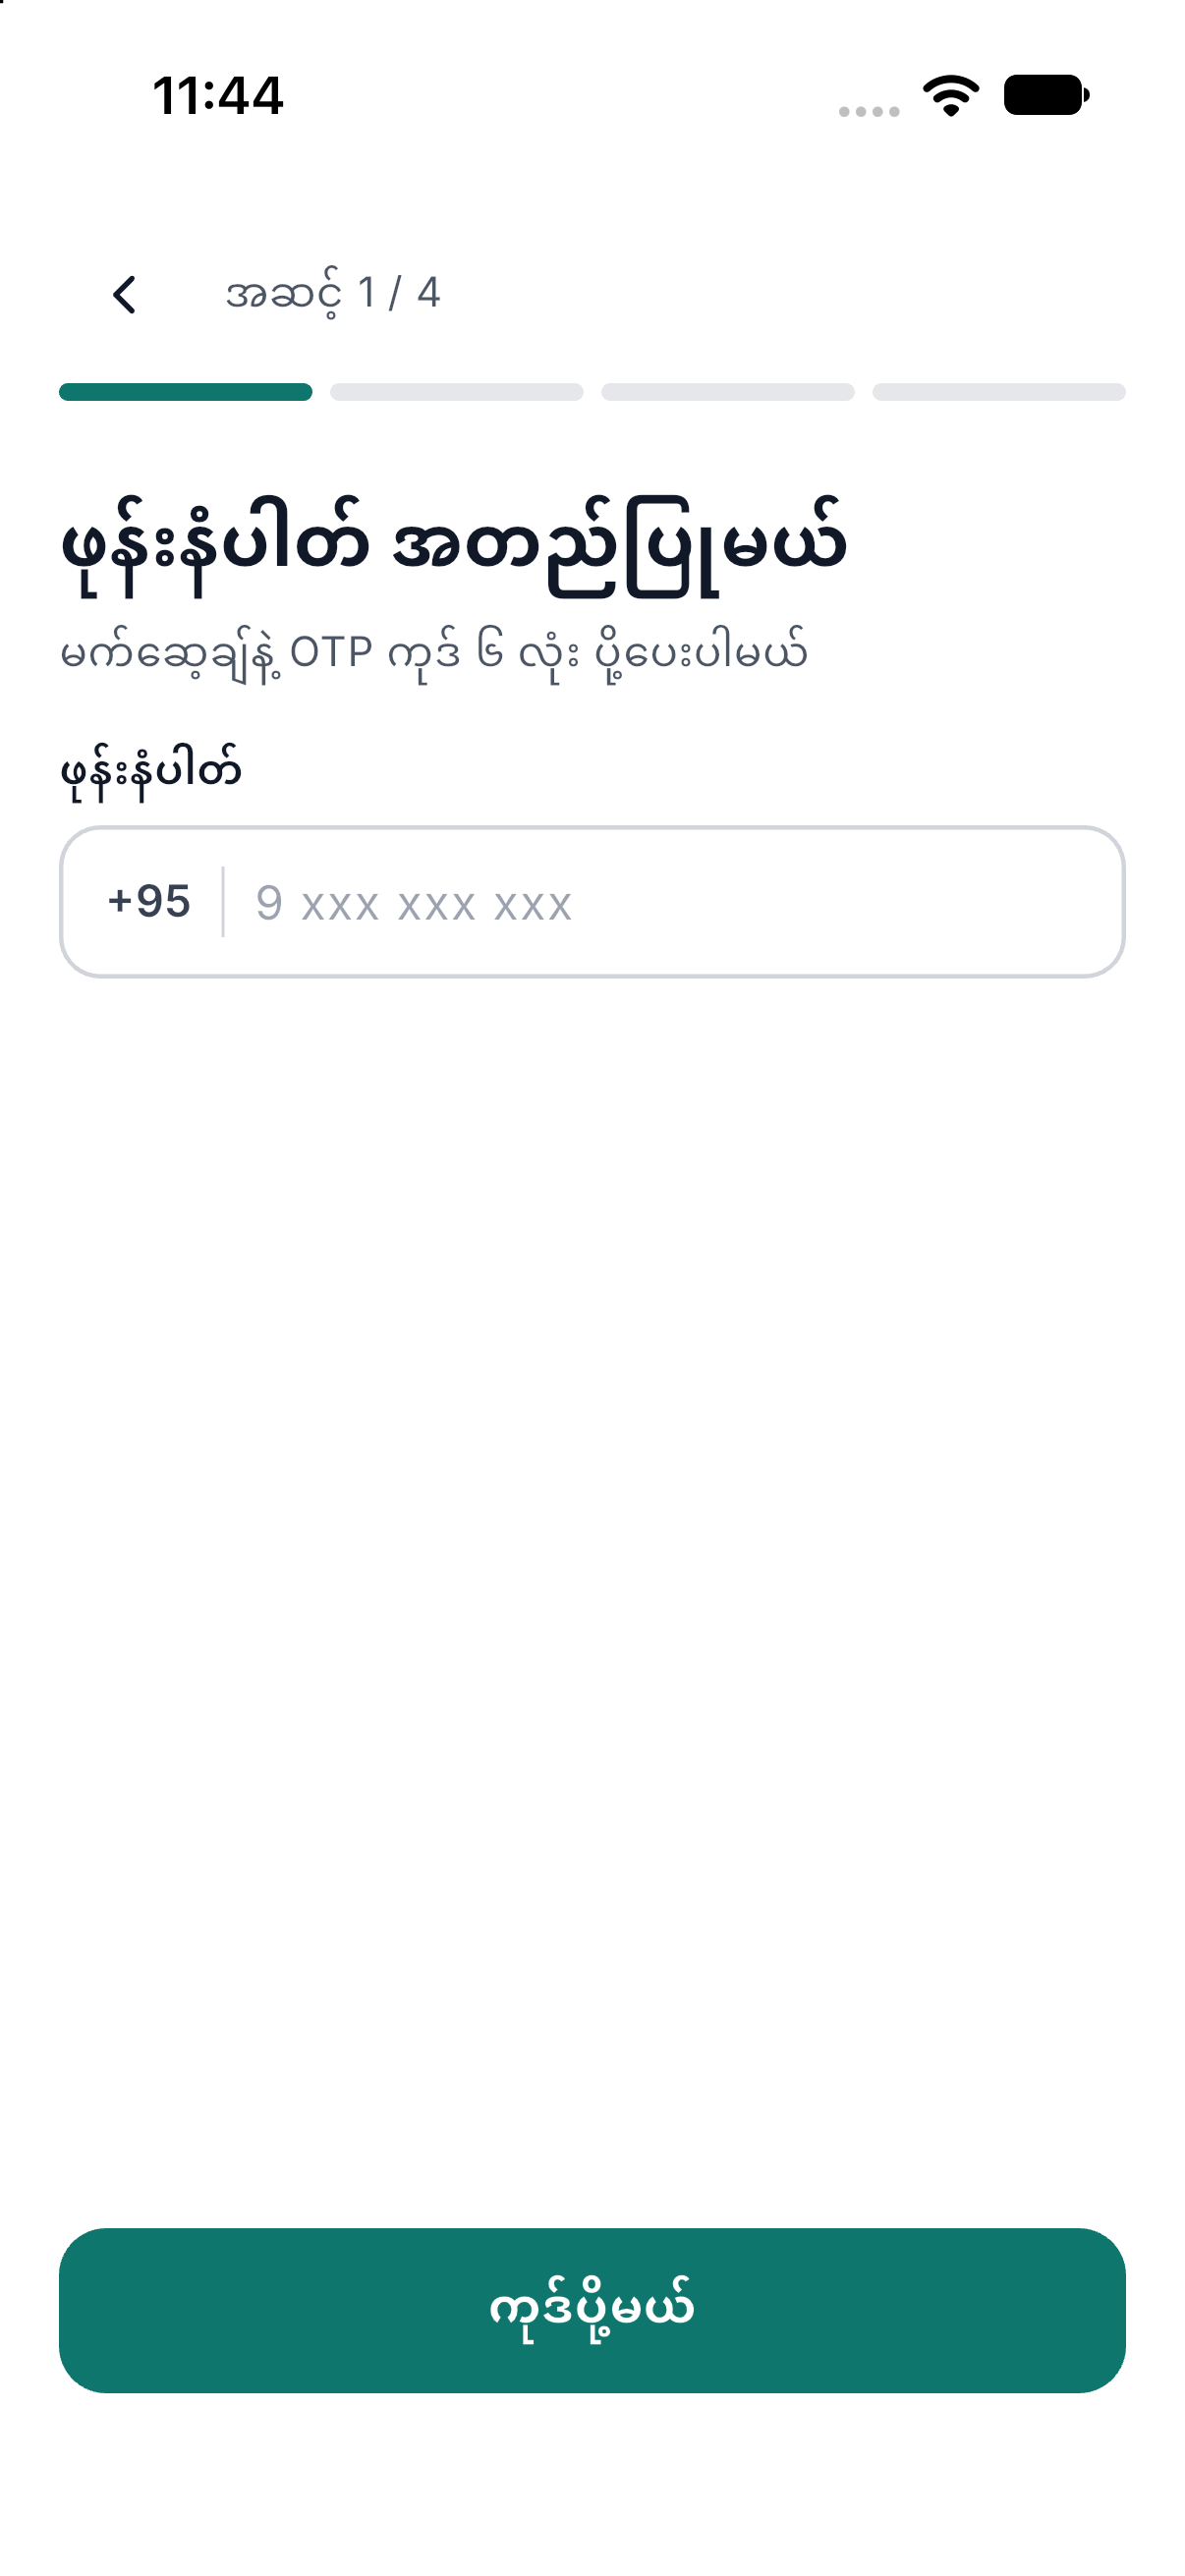 11:44
အဆင့် 1 / 4
ဖုန်းနံပါတ် အတည်ပြုမယ်
မက်ဆေ့ချ်နဲ့ OTP ကုဒ် ၆ လုံး ပို့ပေးပါမယ်
ဖုန်းနံပါတ်
+95 9 xxx xxx xxx
ကုဒ်ပို့မယ်